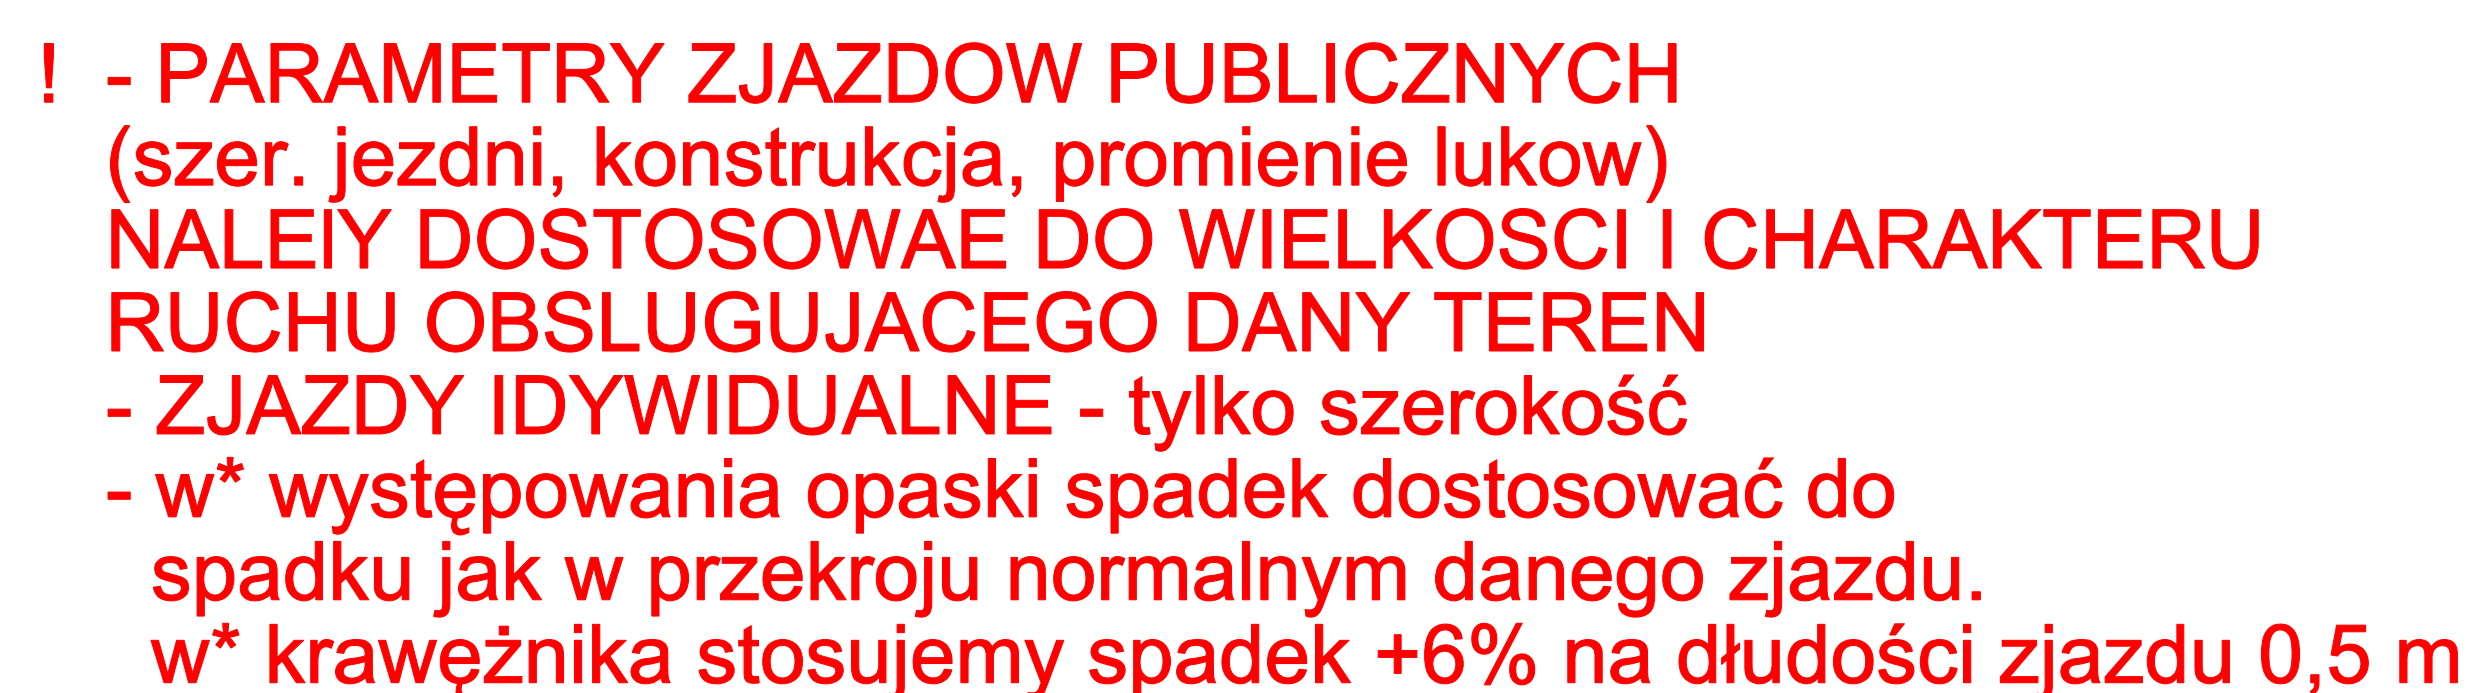 ! - PARAMETRY ZJAZDOW PUBLICZNYCH
(szer. jezdni, konstrukcja, promienie lukow)
NALEIY DOSTOSOWAE DO WIELKOSCI I CHARAKTERU
RUCHU OBSLUGUJACEGO DANY TEREN
- ZJAZDY IDYWIDUALNE - tylko szerokość
- w* występowania opaski spadek dostosować do
spadku jak w przekroju normalnym danego zjazdu.
w* krawężnika stosujemy spadek +6% na dłudości zjazdu 0,5 m